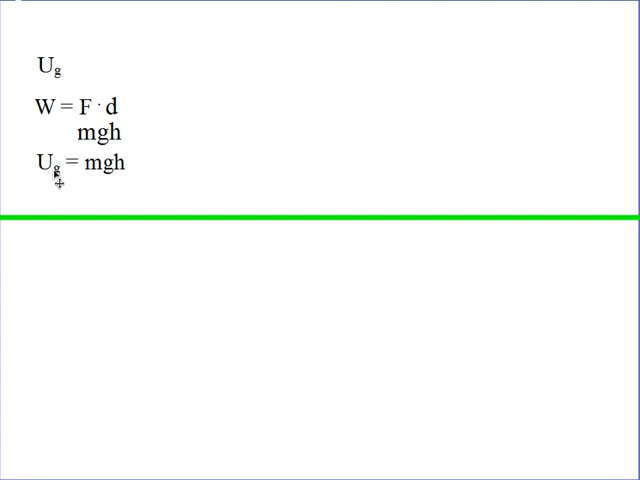 Ug
W = F · d
mgh
Ug = mgh